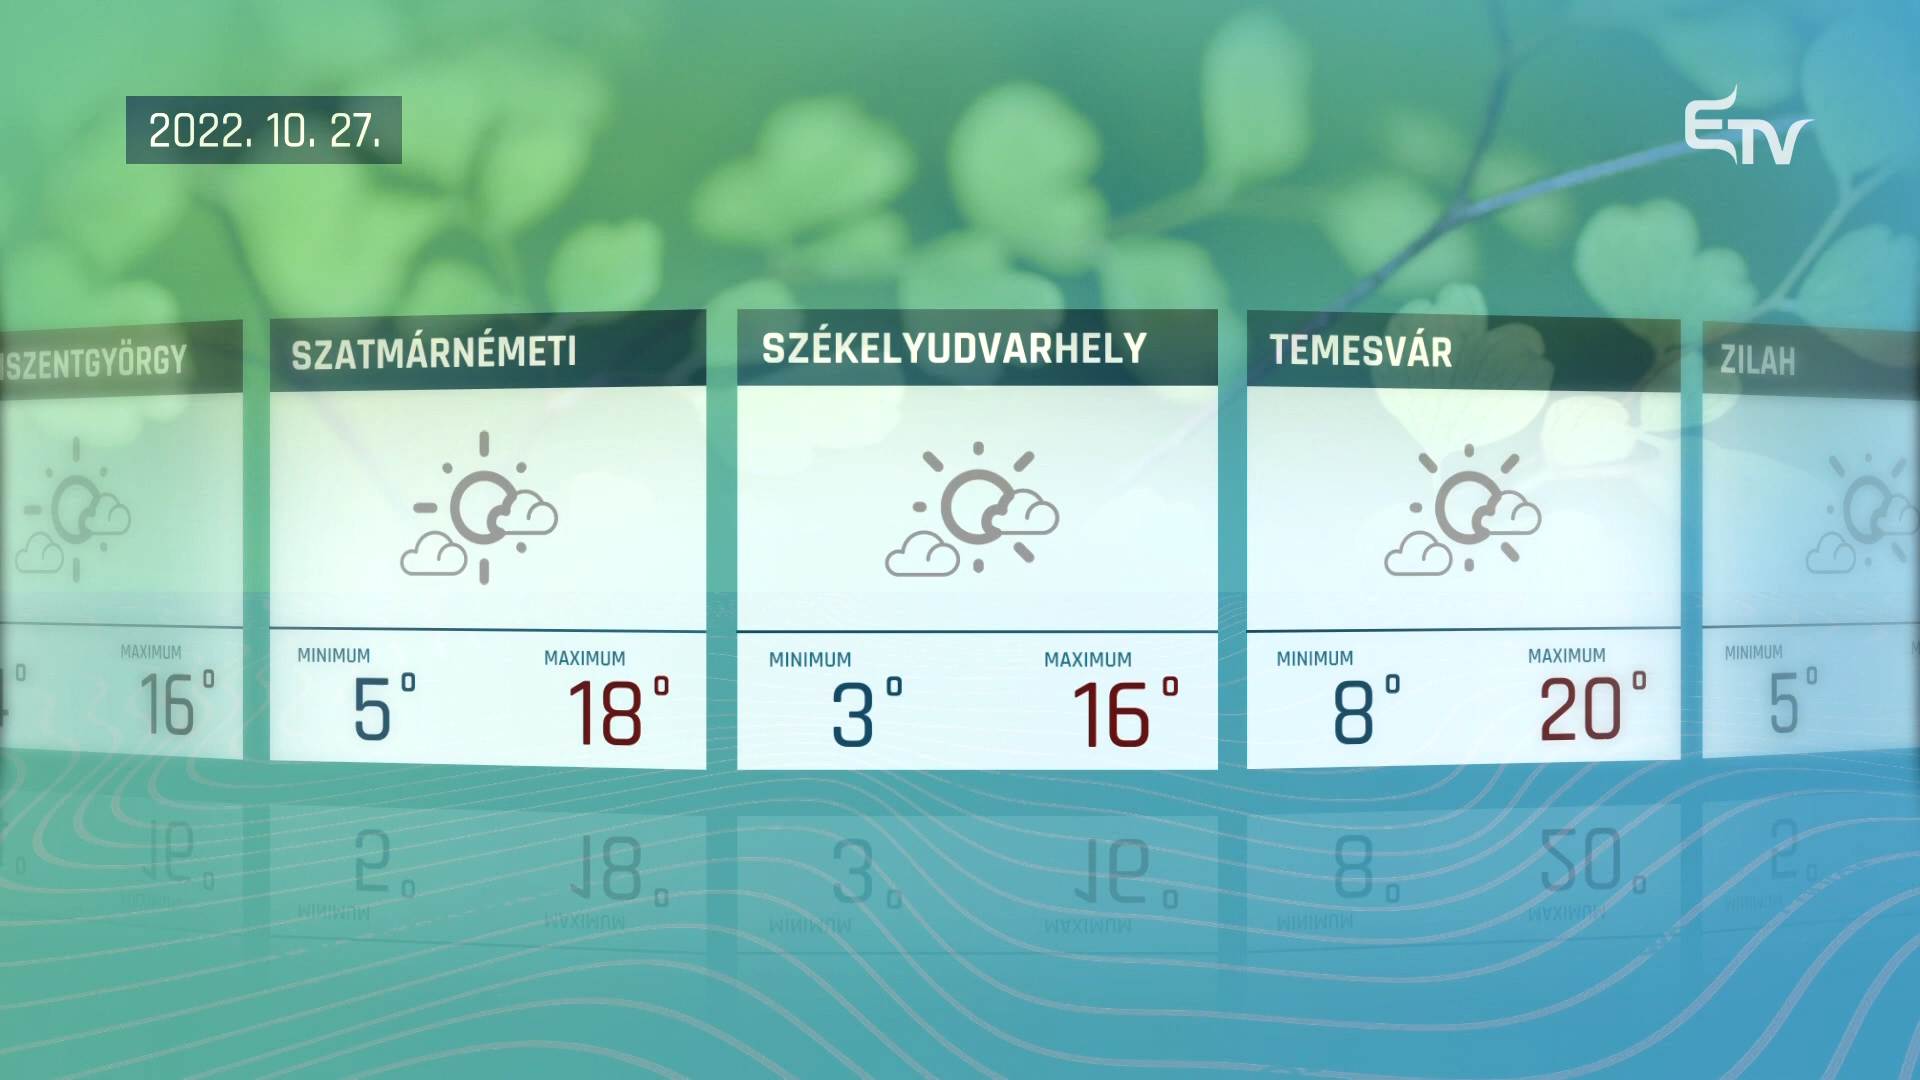 2022. 10. 27.
ETV
ISZENTGYÖRGY
MAXIMUM
16°
SZATMÁRNÉMETI
MINIMUM
5°
MAXIMUM
18°
SZÉKELYUDVARHELY
MINIMUM
3°
MAXIMUM
16°
TEMESVÁR
MINIMUM
8°
MAXIMUM
20°
ZILAH
MINIMUM
5°